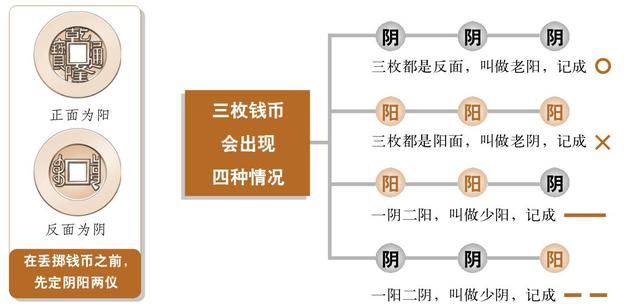 乾隆通寳
正面为阳
反面为阴
在丢掷钱币之前，
先定阴阳两仪
三枚钱币
会出现
四种情况
阴 阴 阴
三枚都是反面，叫做老阳，记成
阳 阳 阳
三枚都是阳面，叫做老阴，记成
阳 阳 阴
一阴二阳，叫做少阳，记成
阴 阴 阳
一阳二阴，叫做少阴，记成